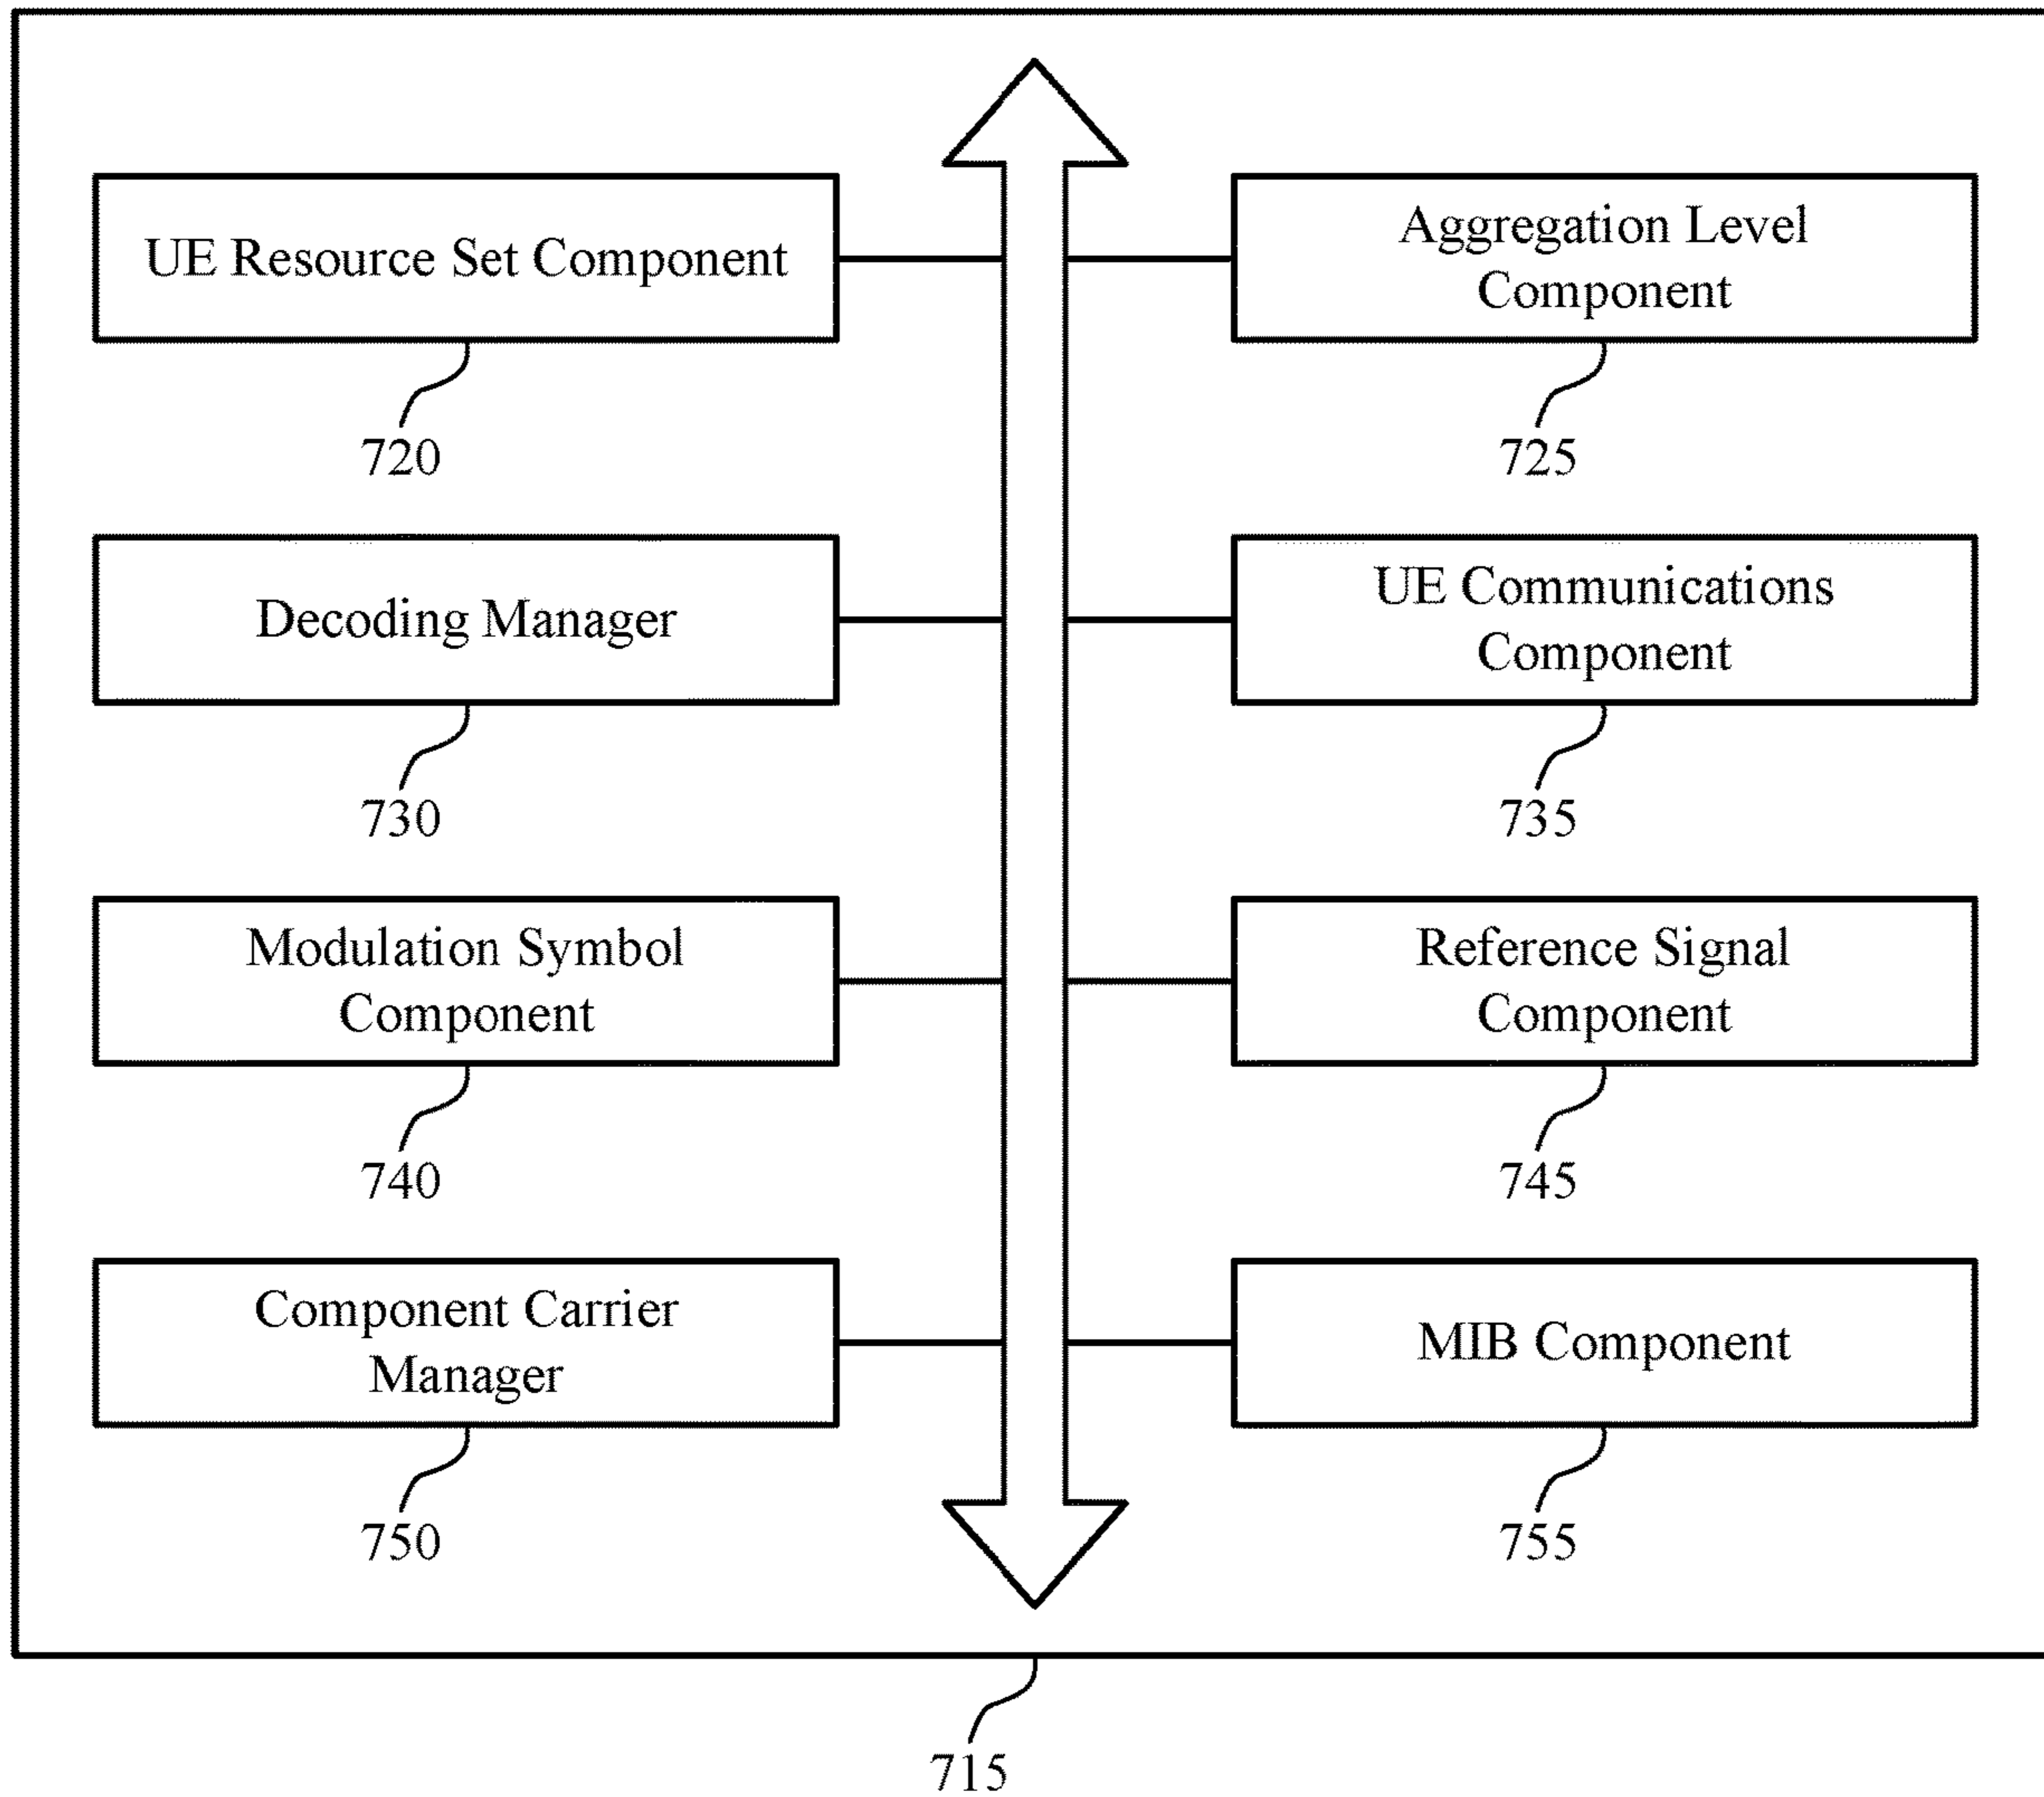 UE Resource Set Component
720
Aggregation Level
Component
725
Decoding Manager
730
UE Communications
Component
735
Modulation Symbol
Component
740
Reference Signal
Component
745
Component Carrier
Manager
750
MIB Component
755
715